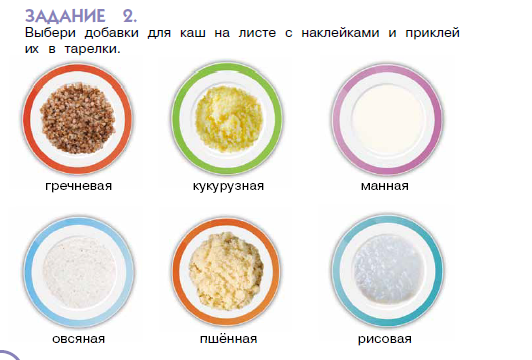 ЗАДАНИЕ 2.
Выбери добавки для каш на листе с наклейками и приклей
их в тарелки.
гречневая кукурузная манная
овсяная пшённая рисовая